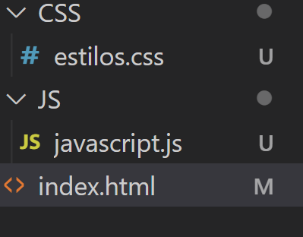 CSS
# estilos.css U
JS
JS javascript.js U
<> index.html M